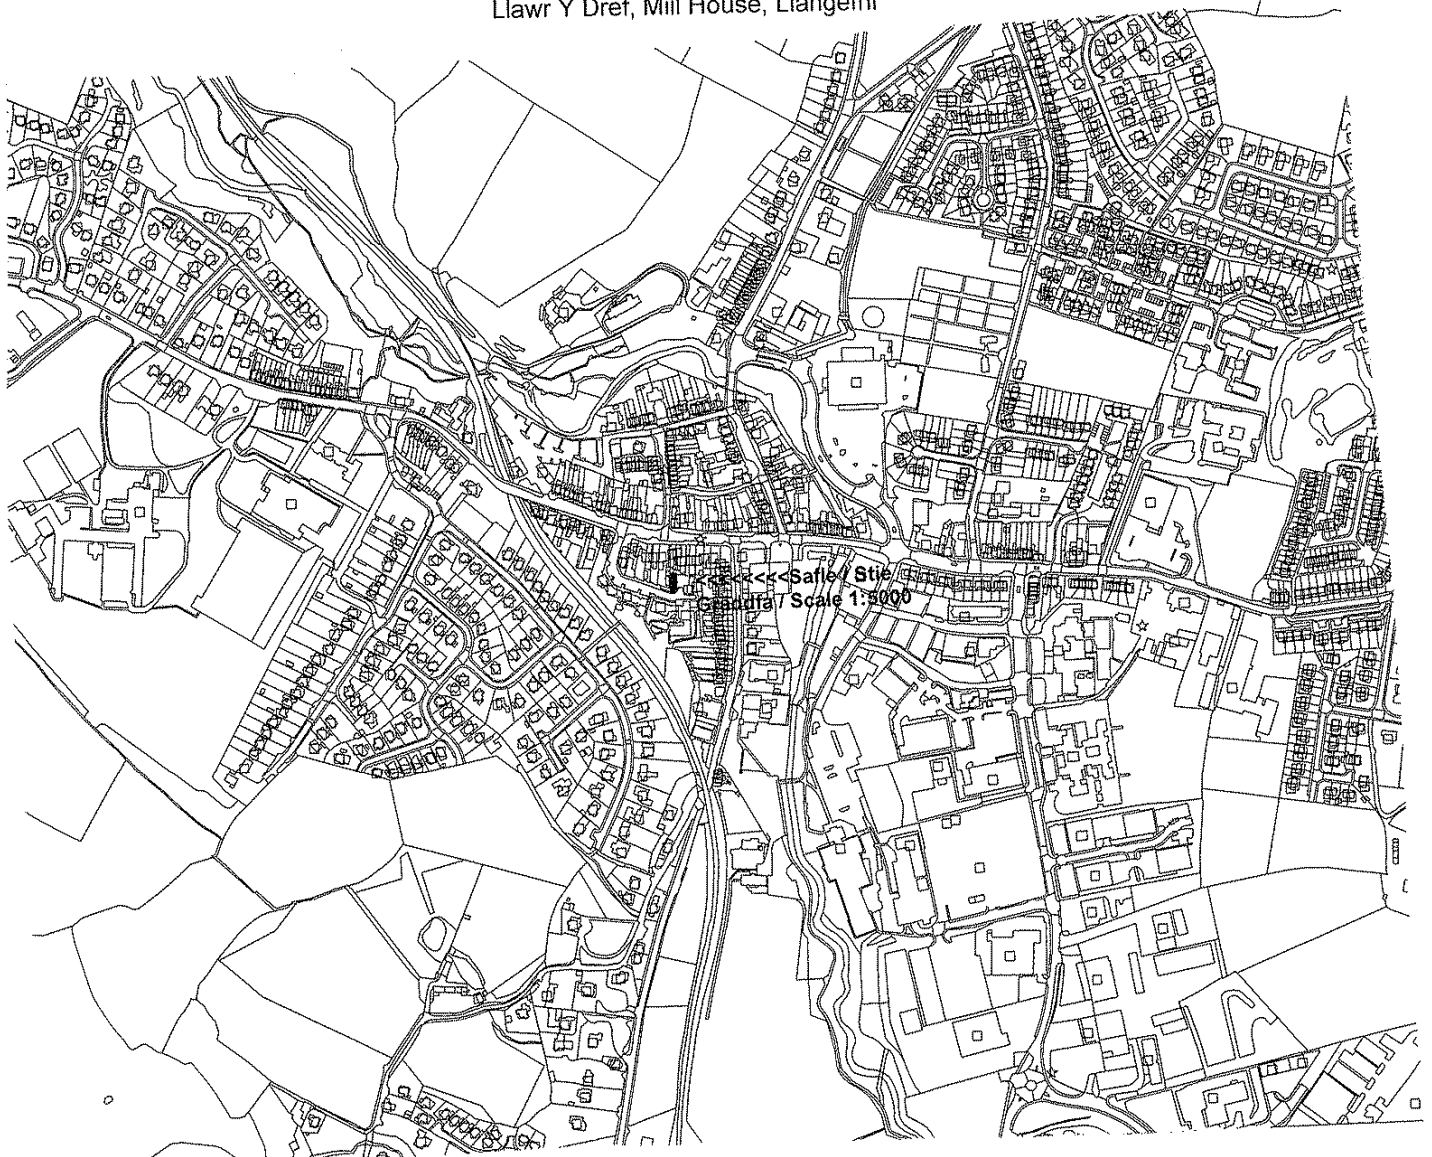 Llawr Y Dref, Mill House, Llangefni
<<<<<<<<Safle / Stie
Graddfa / Scale 1:5000